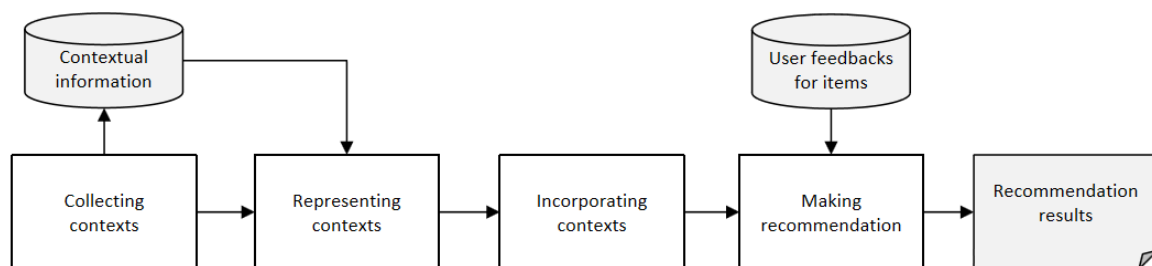 Contextual
information
User feedbacks
for items
Collecting
contexts
Representing
contexts
Incorporating
contexts
Making
recommendation
Recommendation
results